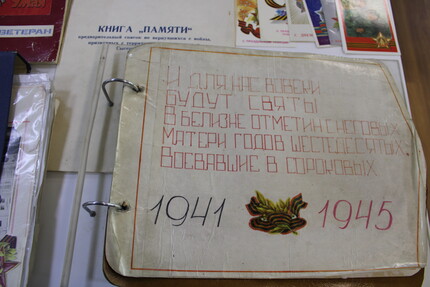 ВЕТЕРАН
КНИГА „ПАМЯТИ"
И ДЛЯ НАС ВОВЕКИ
БУДУТ СВЯТЫ
В БЕЛИЗНЕ ОТМЕТИН СНЕГОВЫХ
МАТЕРИ ГОДОВ ШЕСТИДЕСЯТЫХ,
ВОЕВАВШИЕ В СОРОКОВЫХ
1941 1945